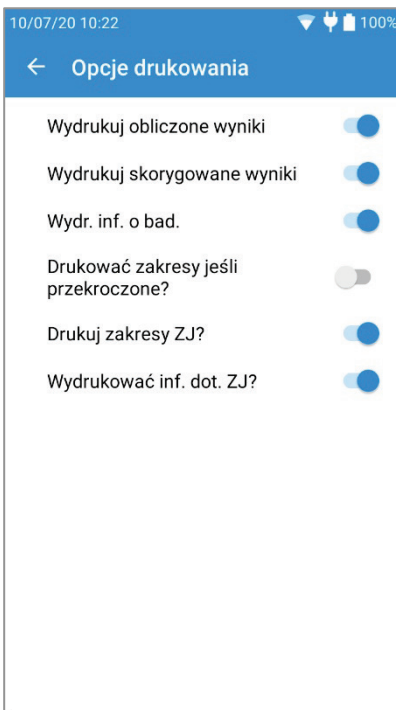 10/07/20 10:22 100%
Opcje drukowania
Wydrukuj obliczone wyniki
Wydrukuj skorygowane wyniki
Wydr. inf. o bad.
Drukować zakresy jeśli
przekroczone?
Drukuj zakresy ZJ?
Wydrukować inf. dot. ZJ?